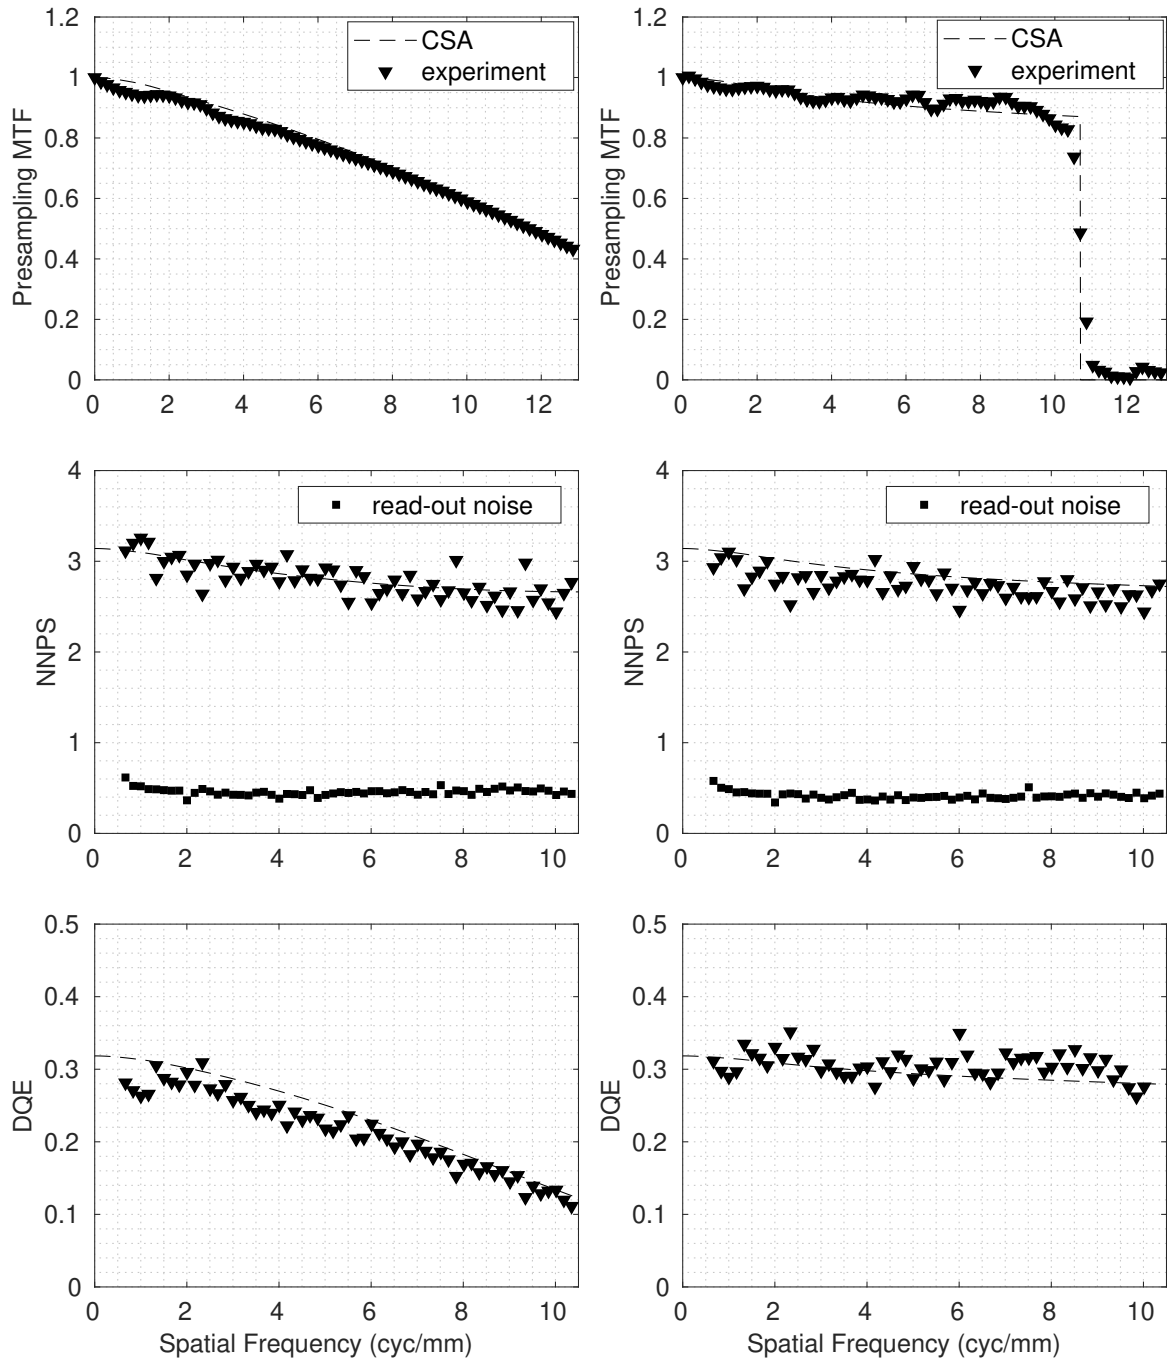 1.2
1
0.8
0.6
0.4
0.2
0
0 2 4 6 8 10 12
Presampling MTF
CSA
experiment
1.2
1
0.8
0.6
0.4
0.2
0
0 2 4 6 8 10 12
Presampling MTF
CSA
experiment
4
3
2
1
0
0 2 4 6 8 10
NNPS
read-out noise
4
3
2
1
0
0 2 4 6 8 10
NNPS
read-out noise
0.5
0.4
0.3
0.2
0.1
0
0 2 4 6 8 10
DQE
Spatial Frequency (cyc/mm)
0.5
0.4
0.3
0.2
0.1
0
0 2 4 6 8 10
DQE
Spatial Frequency (cyc/mm)